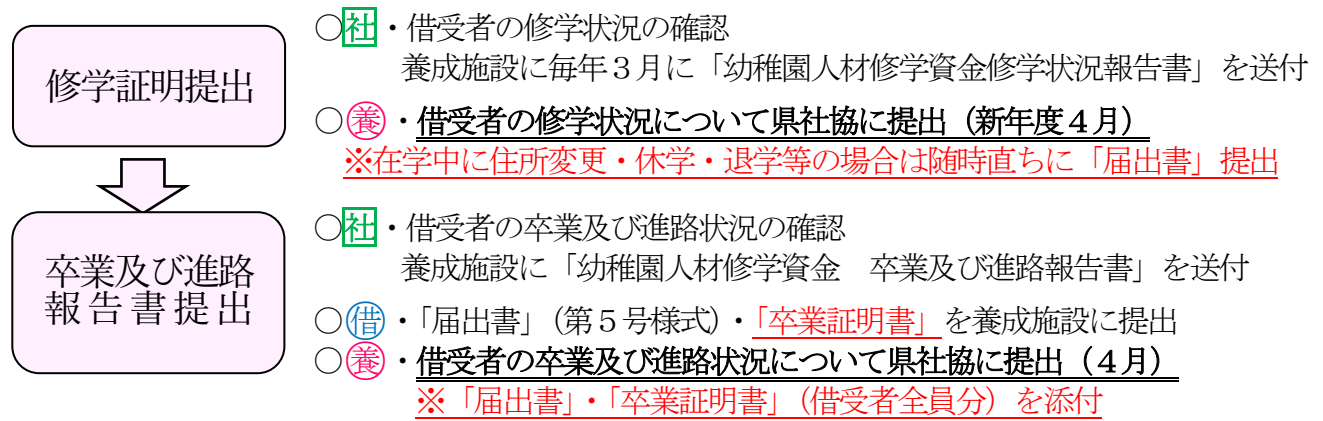 修学証明提出
○社・借受者の修学状況の確認
養成施設に毎年３月に「幼稚園人材修学資金修学状況報告書」を送付
○養・借受者の修学状況について県社協に提出（新年度４月）
※在学中に住所変更・休学・退学等の場合は随時直ちに「届出書」提出
卒業及び進路
報告書提出
○社・借受者の卒業及び進路状況の確認
養成施設に「幼稚園人材修学資金　卒業及び進路報告書」を送付
○借・「届出書」（第５号様式）・「卒業証明書」を養成施設に提出
○養・借受者の卒業及び進路状況について県社協に提出（４月）
※「届出書」・「卒業証明書」（借受者全員分）を添付